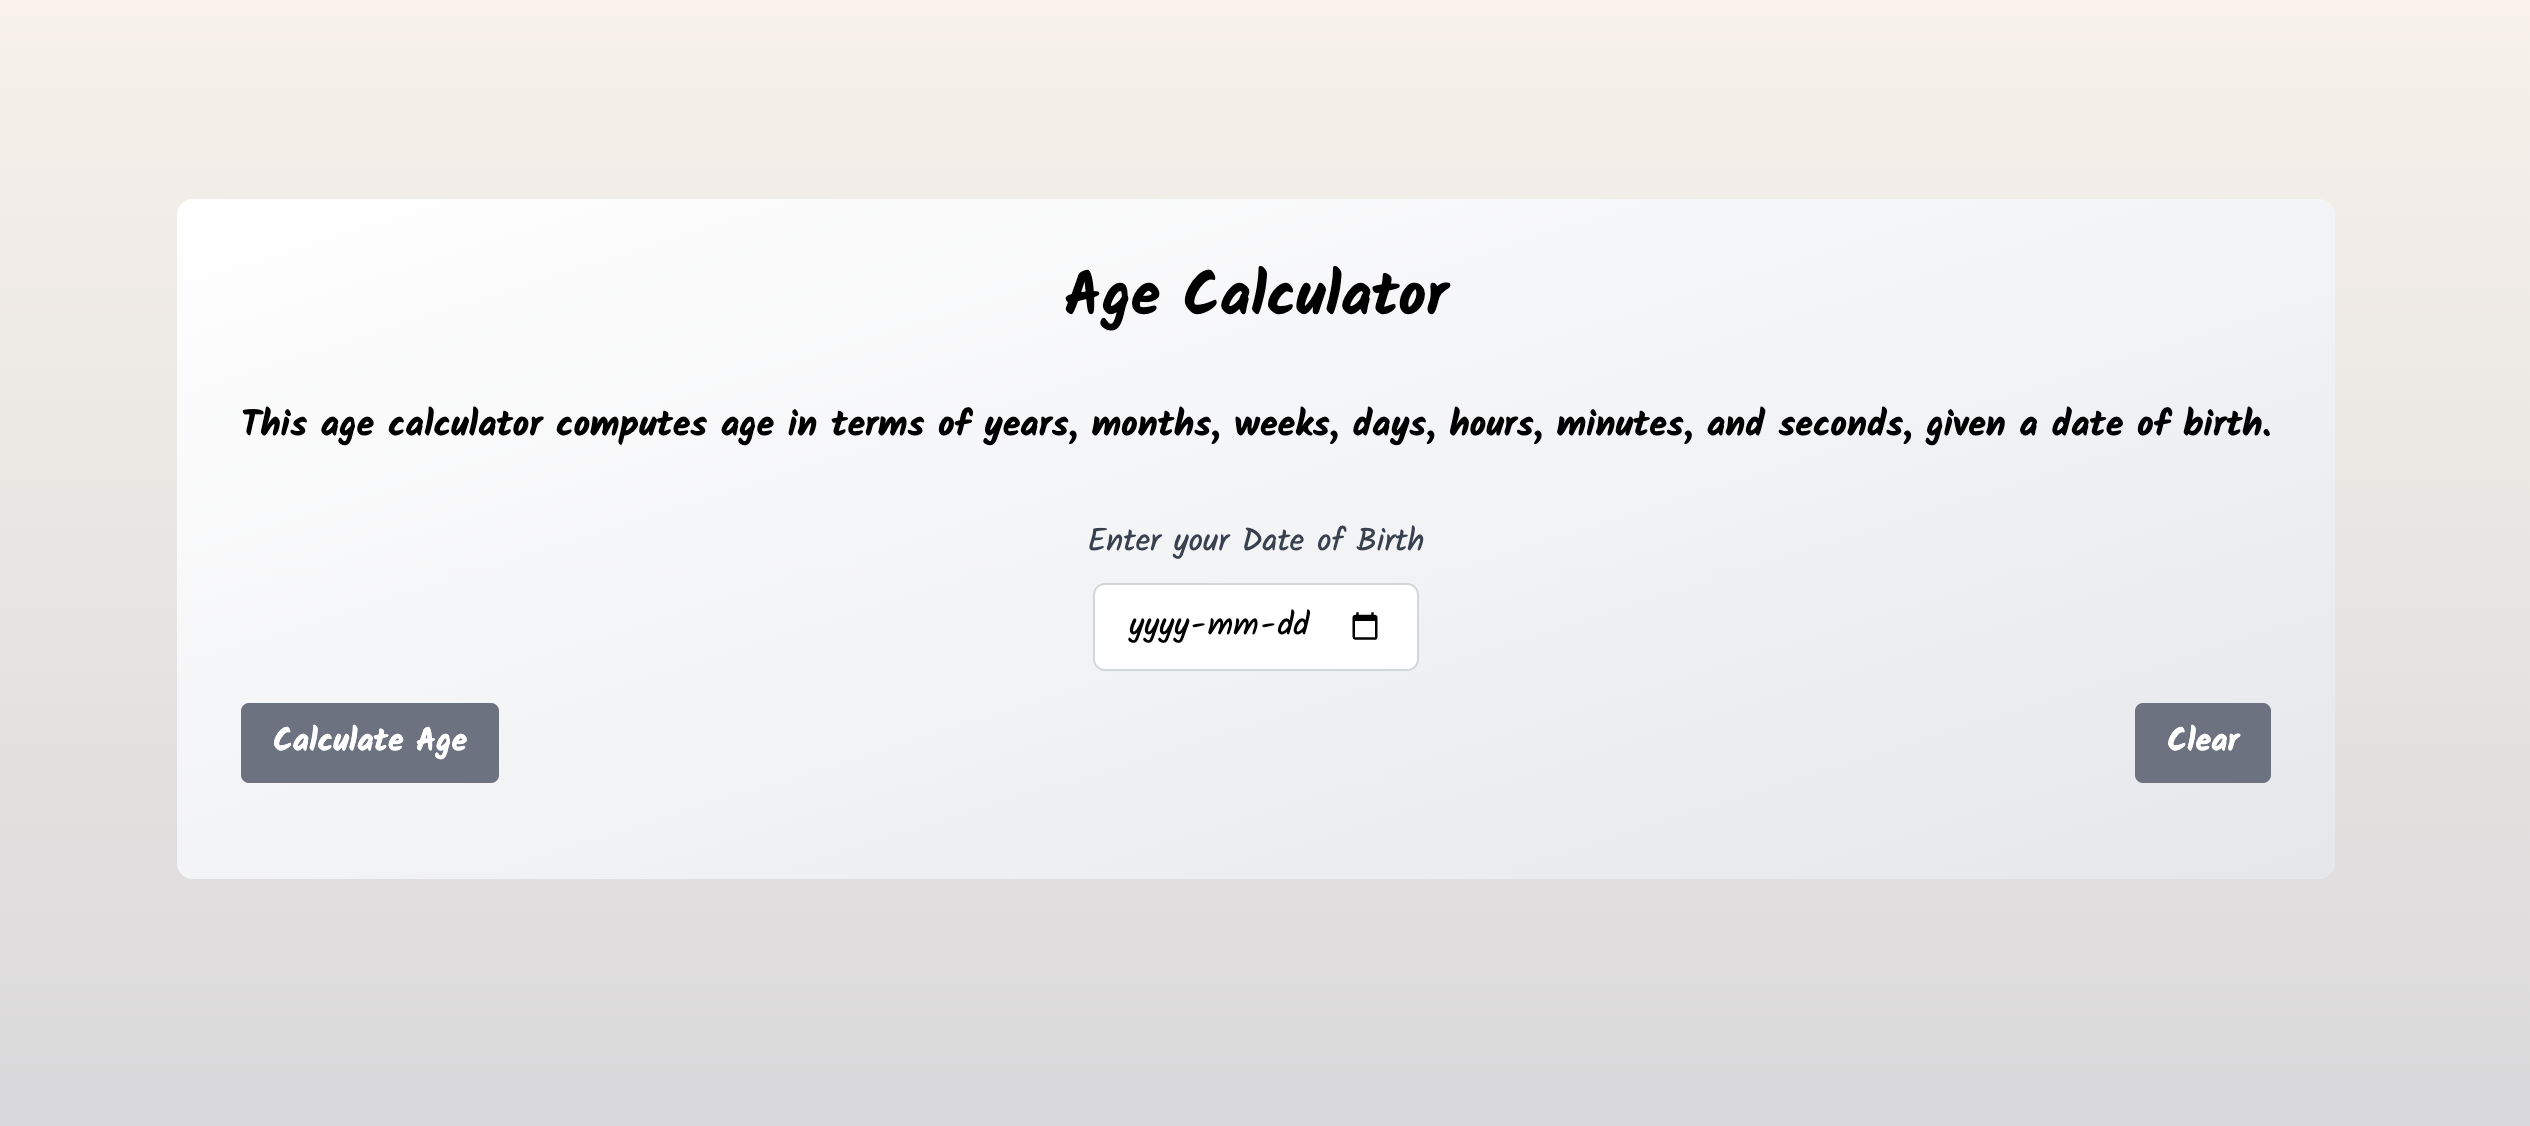 Age Calculator
This age calculator computes age in terms of years, months, weeks, days, hours, minutes, and seconds, given a date of birth.
Enter your Date of Birth
yyyy-mm-dd
Calculate Age
Clear